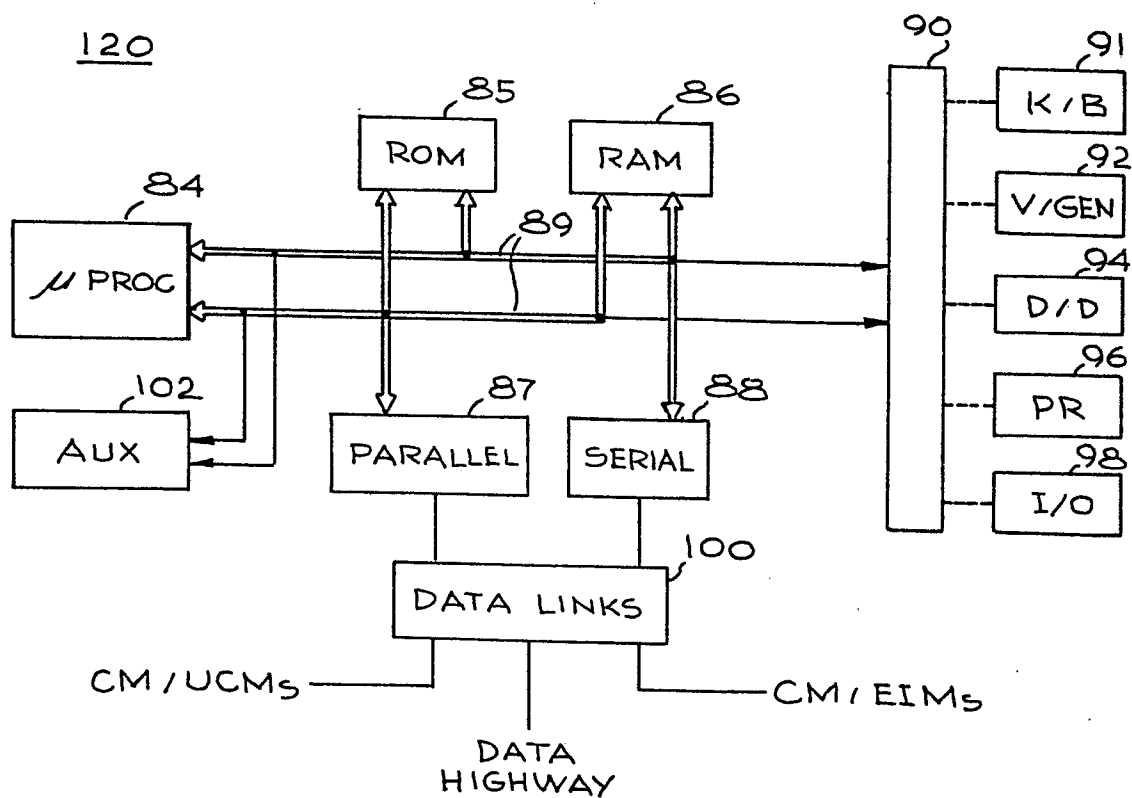 120
90
91
K/B
85
ROM
86
RAM
92
V/GEN
84
μ PROC
89
94
D/D
96
PR
102
AUX
87
PARALLEL
88
SERIAL
98
I/O
100
DATA LINKS
CM/UCMs
CM/EIMs
DATA
HIGHWAY